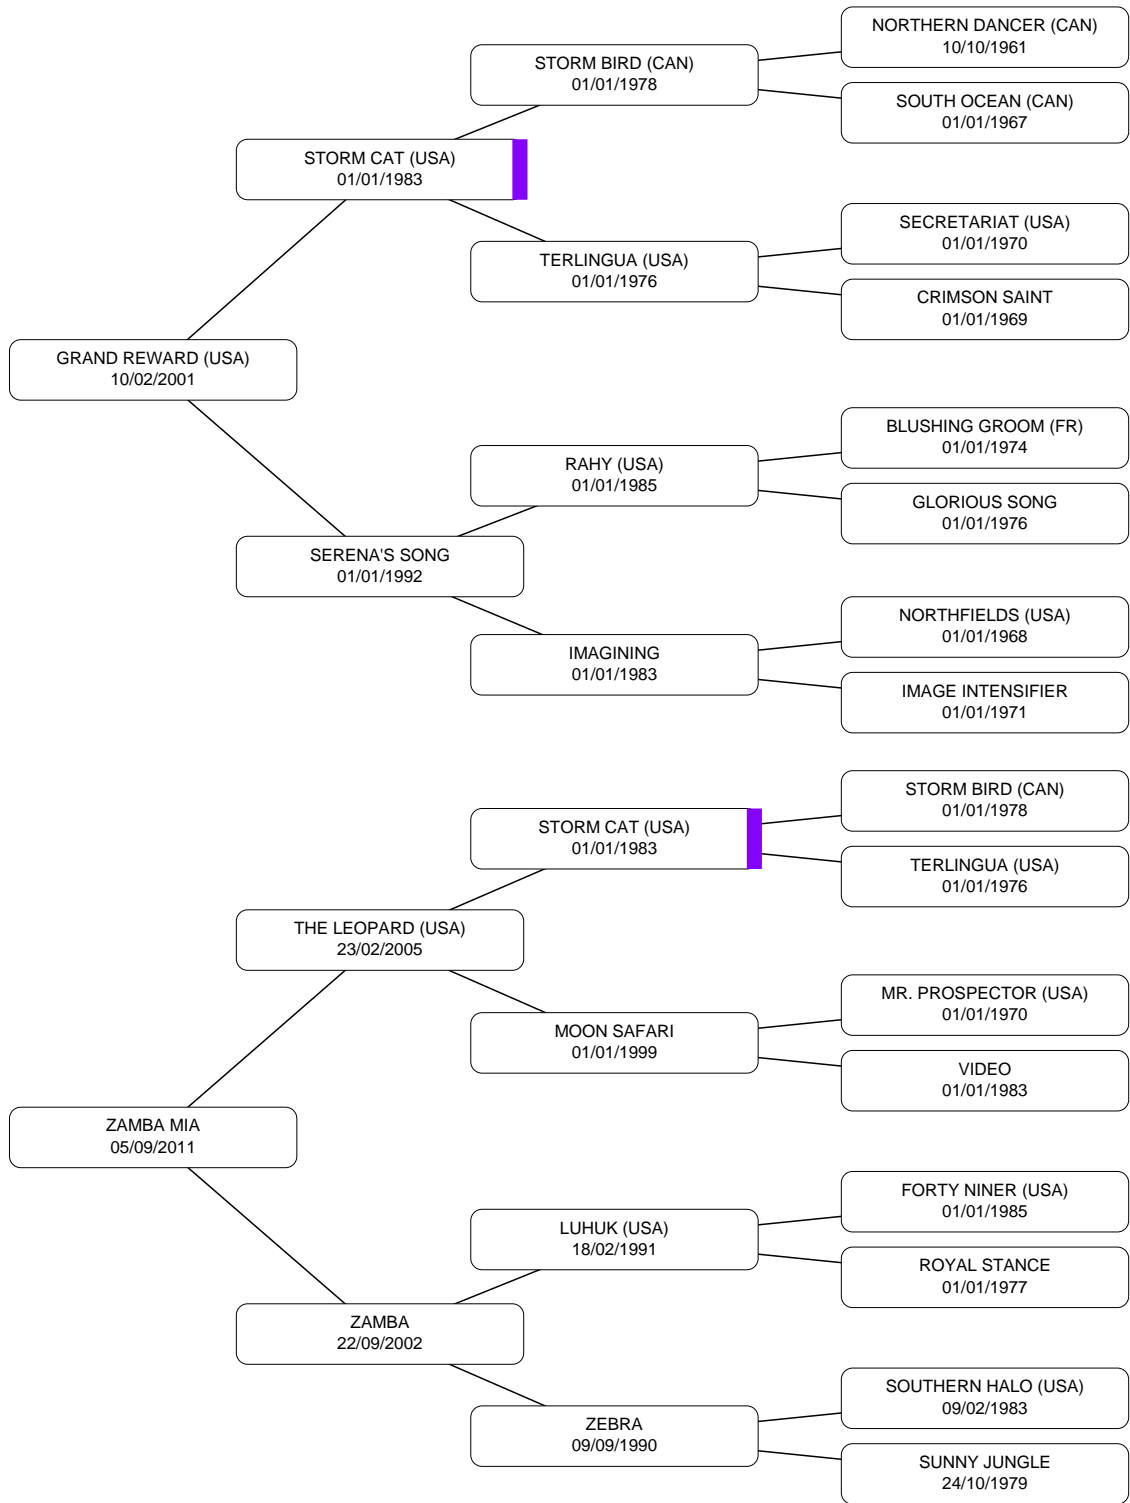 NORTHERN DANCER (CAN)
10/10/1961
STORM BIRD (CAN)
01/01/1978
SOUTH OCEAN (CAN)
01/01/1967
STORM CAT (USA)
01/01/1983
SECRETARIAT (USA)
01/01/1970
TERLINGUA (USA)
01/01/1976
CRIMSON SAINT
01/01/1969
GRAND REWARD (USA)
10/02/2001
BLUSHING GROOM (FR)
01/01/1974
RAHY (USA)
01/01/1985
GLORIOUS SONG
01/01/1976
SERENA'S SONG
01/01/1992
NORTHFIELDS (USA)
01/01/1968
IMAGINING
01/01/1983
IMAGE INTENSIFIER
01/01/1971
STORM BIRD (CAN)
01/01/1978
STORM CAT (USA)
01/01/1983
TERLINGUA (USA)
01/01/1976
THE LEOPARD (USA)
23/02/2005
MR. PROSPECTOR (USA)
01/01/1970
MOON SAFARI
01/01/1999
VIDEO
01/01/1983
ZAMBA MIA
05/09/2011
FORTY NINER (USA)
01/01/1985
LUHUK (USA)
18/02/1991
ROYAL STANCE
01/01/1977
ZAMBA
22/09/2002
SOUTHERN HALO (USA)
09/02/1983
ZEBRA
09/09/1990
SUNNY JUNGLE
24/10/1979